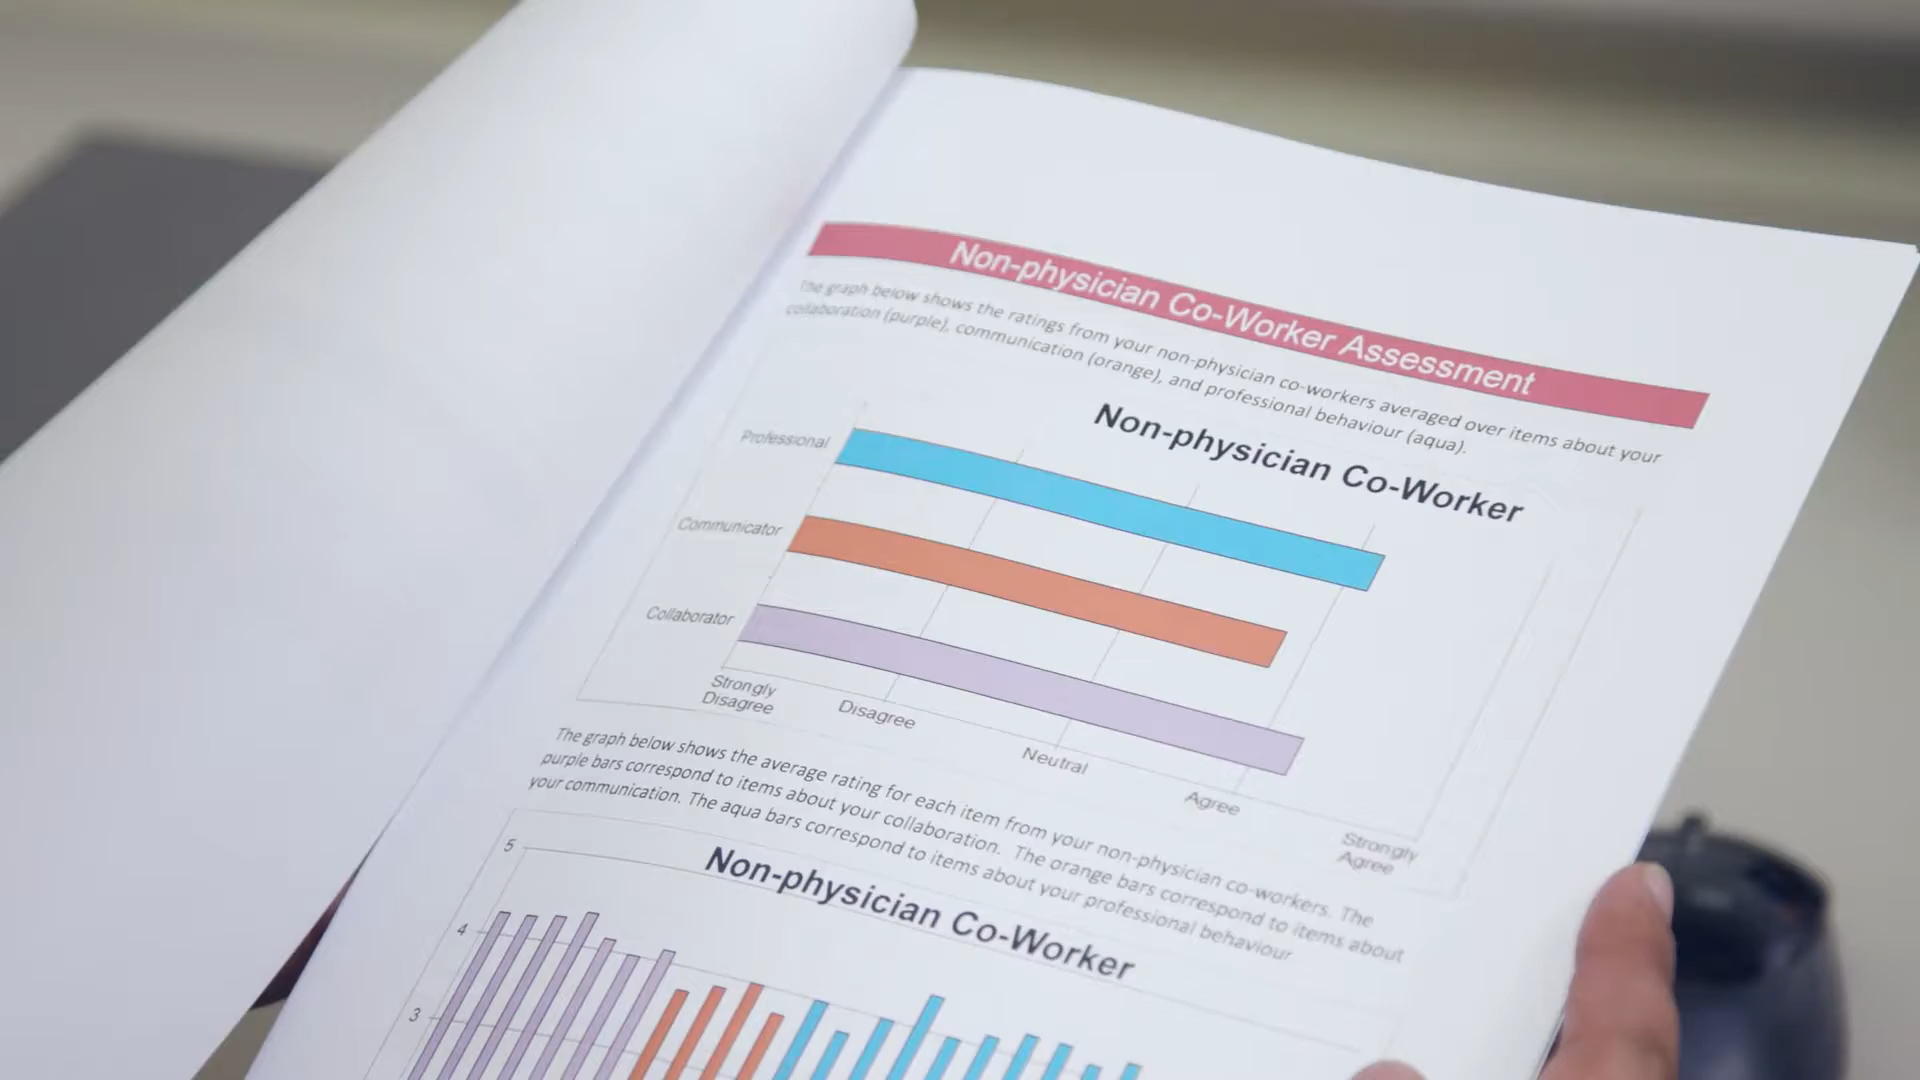 Non-physician Co-Worker Assessment
The graph below shows the ratings from your non-physician co-workers averaged over items about your
collaboration (purple), communication (orange), and professional behaviour (aqua).
Non-physician Co-Worker
Professional
Communicator
Collaborator
Strongly
Disagree
Disagree
Neutral
Agree
Strongly
Agree
The graph below shows the average rating for each item from your non-physician co-workers. The
purple bars correspond to items about your collaboration. The orange bars correspond to items about
your communication. The aqua bars correspond to items about your professional behaviour
Non-physician Co-Worker
5
4
3